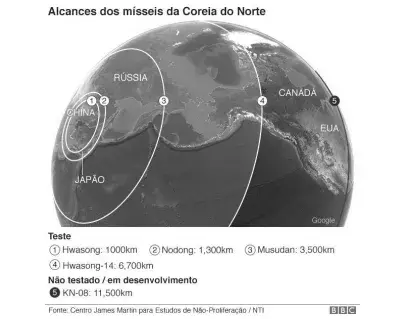 Alcances dos mísseis da Coreia do Norte
RÚSSIA
CANADÁ
1 2 3 4 5
CHINA
EUA
JAPÃO
Google
Teste
1 Hwasong: 1000km 2 Nodong: 1,300km 3 Musudan: 3,500km
4 Hwasong-14: 6,700km
Não testado / em desenvolvimento
5 KN-08: 11,500km
Fonte: Centro James Martin para Estudos de Não-Proliferação / NTI BBC